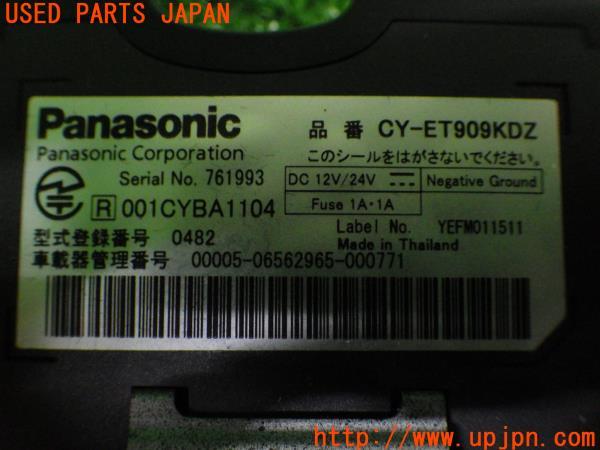 USED PARTS JAPAN
Panasonic
品番 CY-ET909KDZ
Panasonic Corporation
このシールをはがさないでください。
Serial No. 761993
DC 12V/24V
Negative Ground
Fuse 1A・1A
R 001CYBA1104
Label No. YEFM011511
Made in Thailand
型式登録番号 0482
車載器管理番号 00005-06562965-000771
http://www.upjpn.com